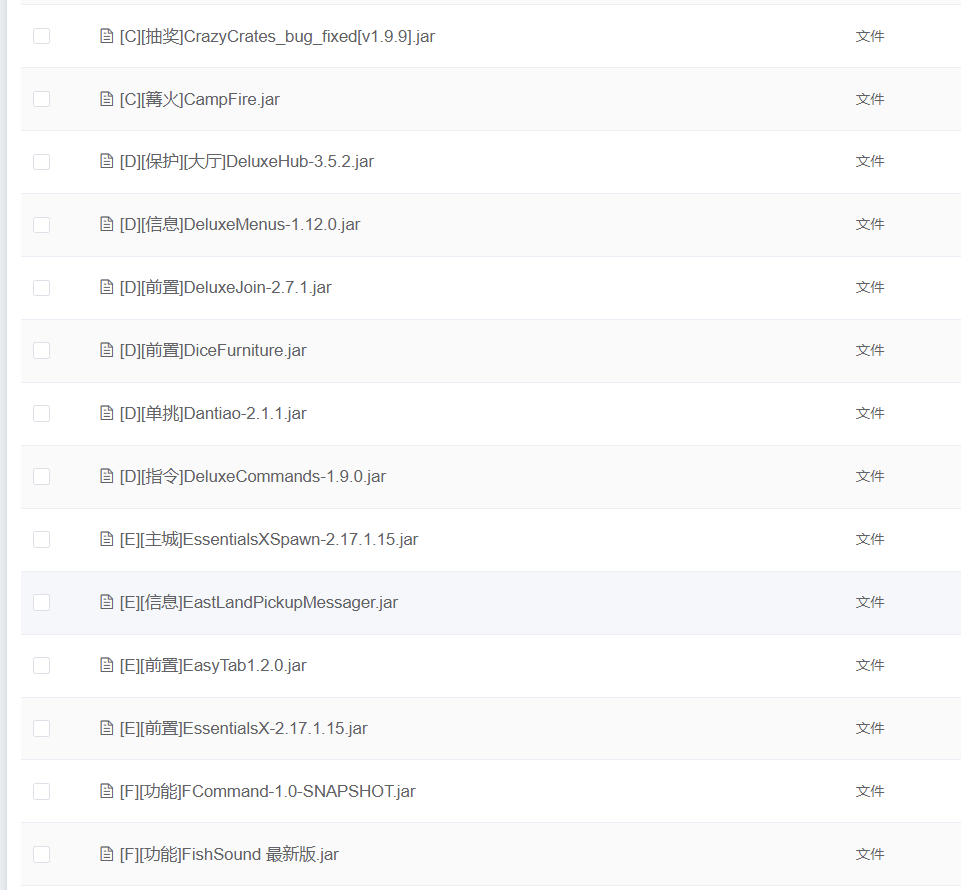 [C][抽奖]CrazyCrates_bug_fixed[v1.9.9].jar 文件
[C][篝火]CampFire.jar 文件
[D][保护][大厅]DeluxeHub-3.5.2.jar 文件
[D][信息]DeluxeMenus-1.12.0.jar 文件
[D][前置]DeluxeJoin-2.7.1.jar 文件
[D][前置]DiceFurniture.jar 文件
[D][单挑]Dantiao-2.1.1.jar 文件
[D][指令]DeluxeCommands-1.9.0.jar 文件
[E][主城]EssentialsXSpawn-2.17.1.15.jar 文件
[E][信息]EastLandPickupMessager.jar 文件
[E][前置]EasyTab1.2.0.jar 文件
[E][前置]EssentialsX-2.17.1.15.jar 文件
[F][功能]FCommand-1.0-SNAPSHOT.jar 文件
[F][功能]FishSound 最新版.jar 文件